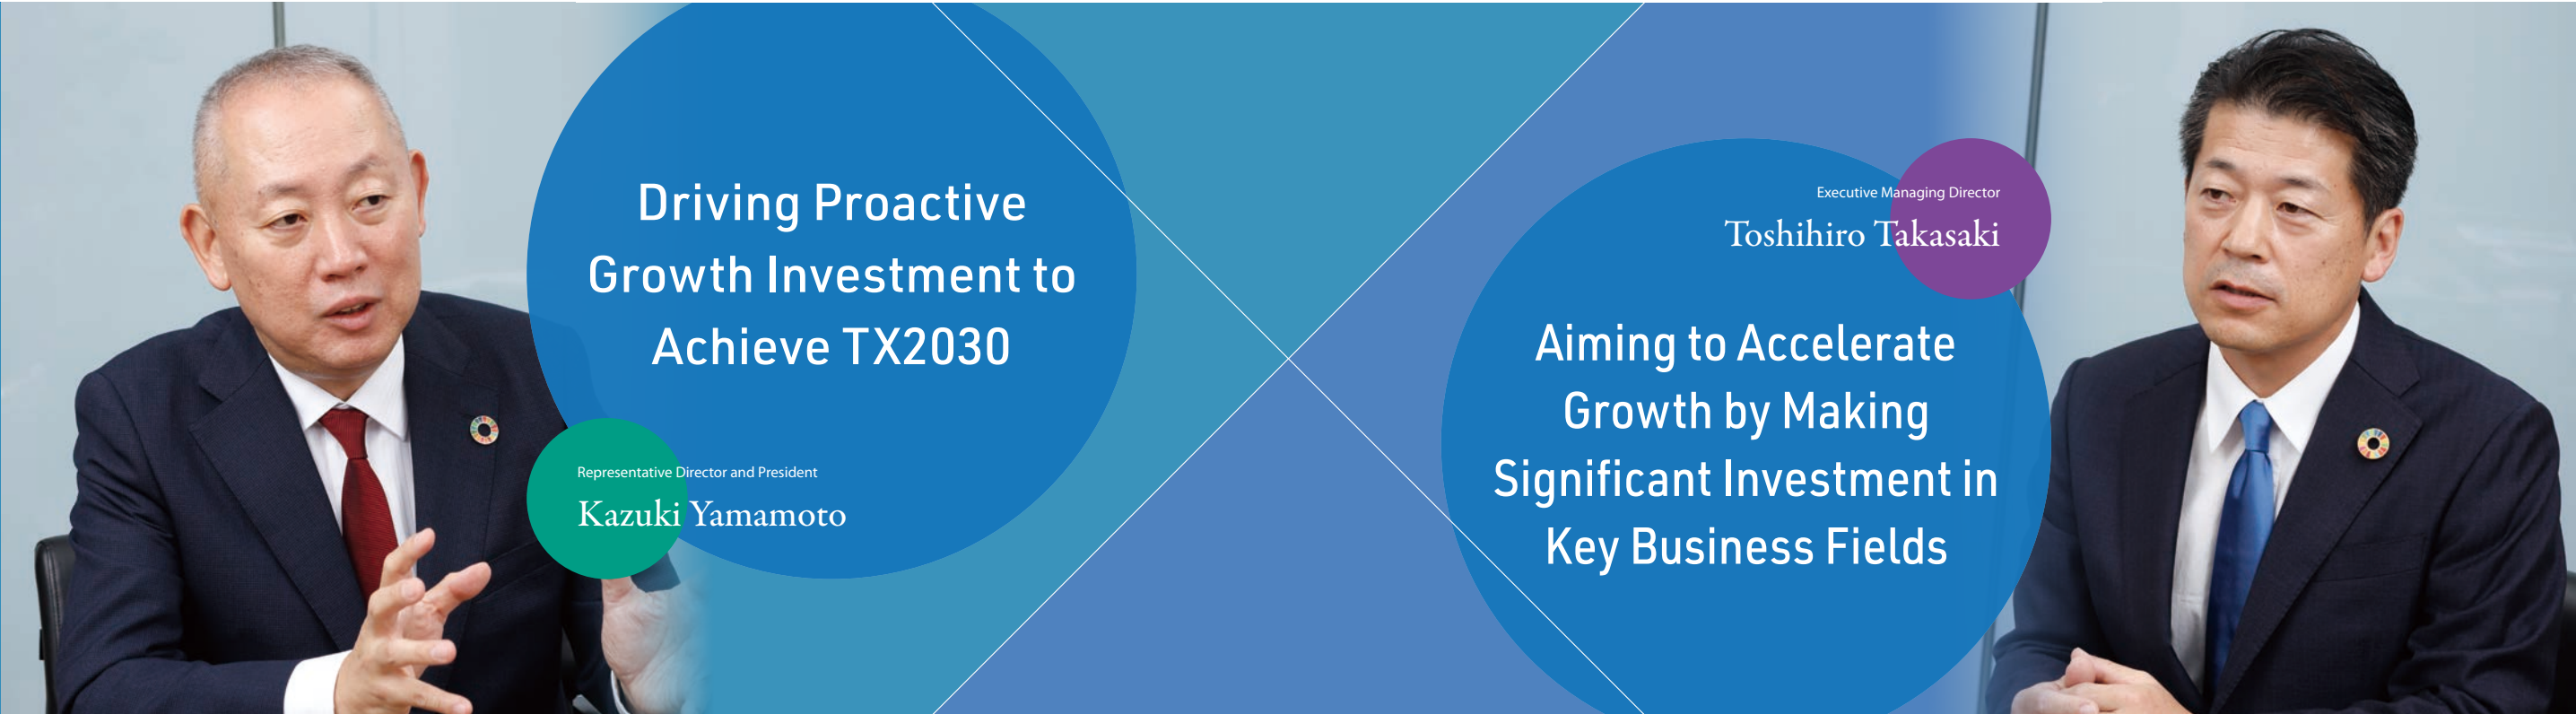 Driving Proactive
Growth Investment to
Achieve TX2030
Representative Director and President
Kazuki Yamamoto
Executive Managing Director
Toshihiro Takasaki
Aiming to Accelerate
Growth by Making
Significant Investment in
Key Business Fields